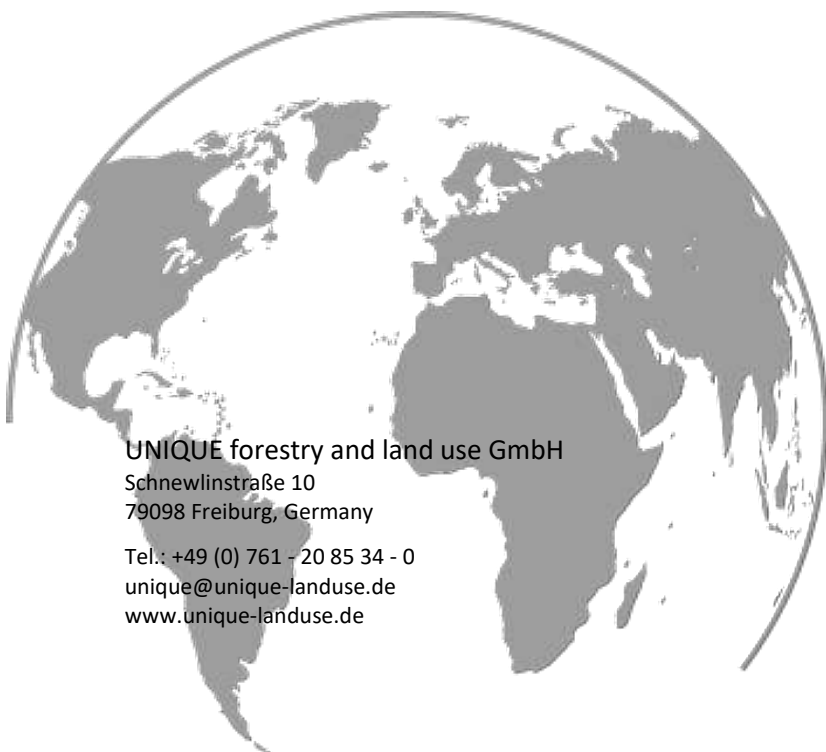 UNIQUE forestry and land use GmbH
Schnewlinstraße 10
79098 Freiburg, Germany
Tel.: +49 (0) 761 - 20 85 34 - 0
unique@unique-landuse.de
www.unique-landuse.de